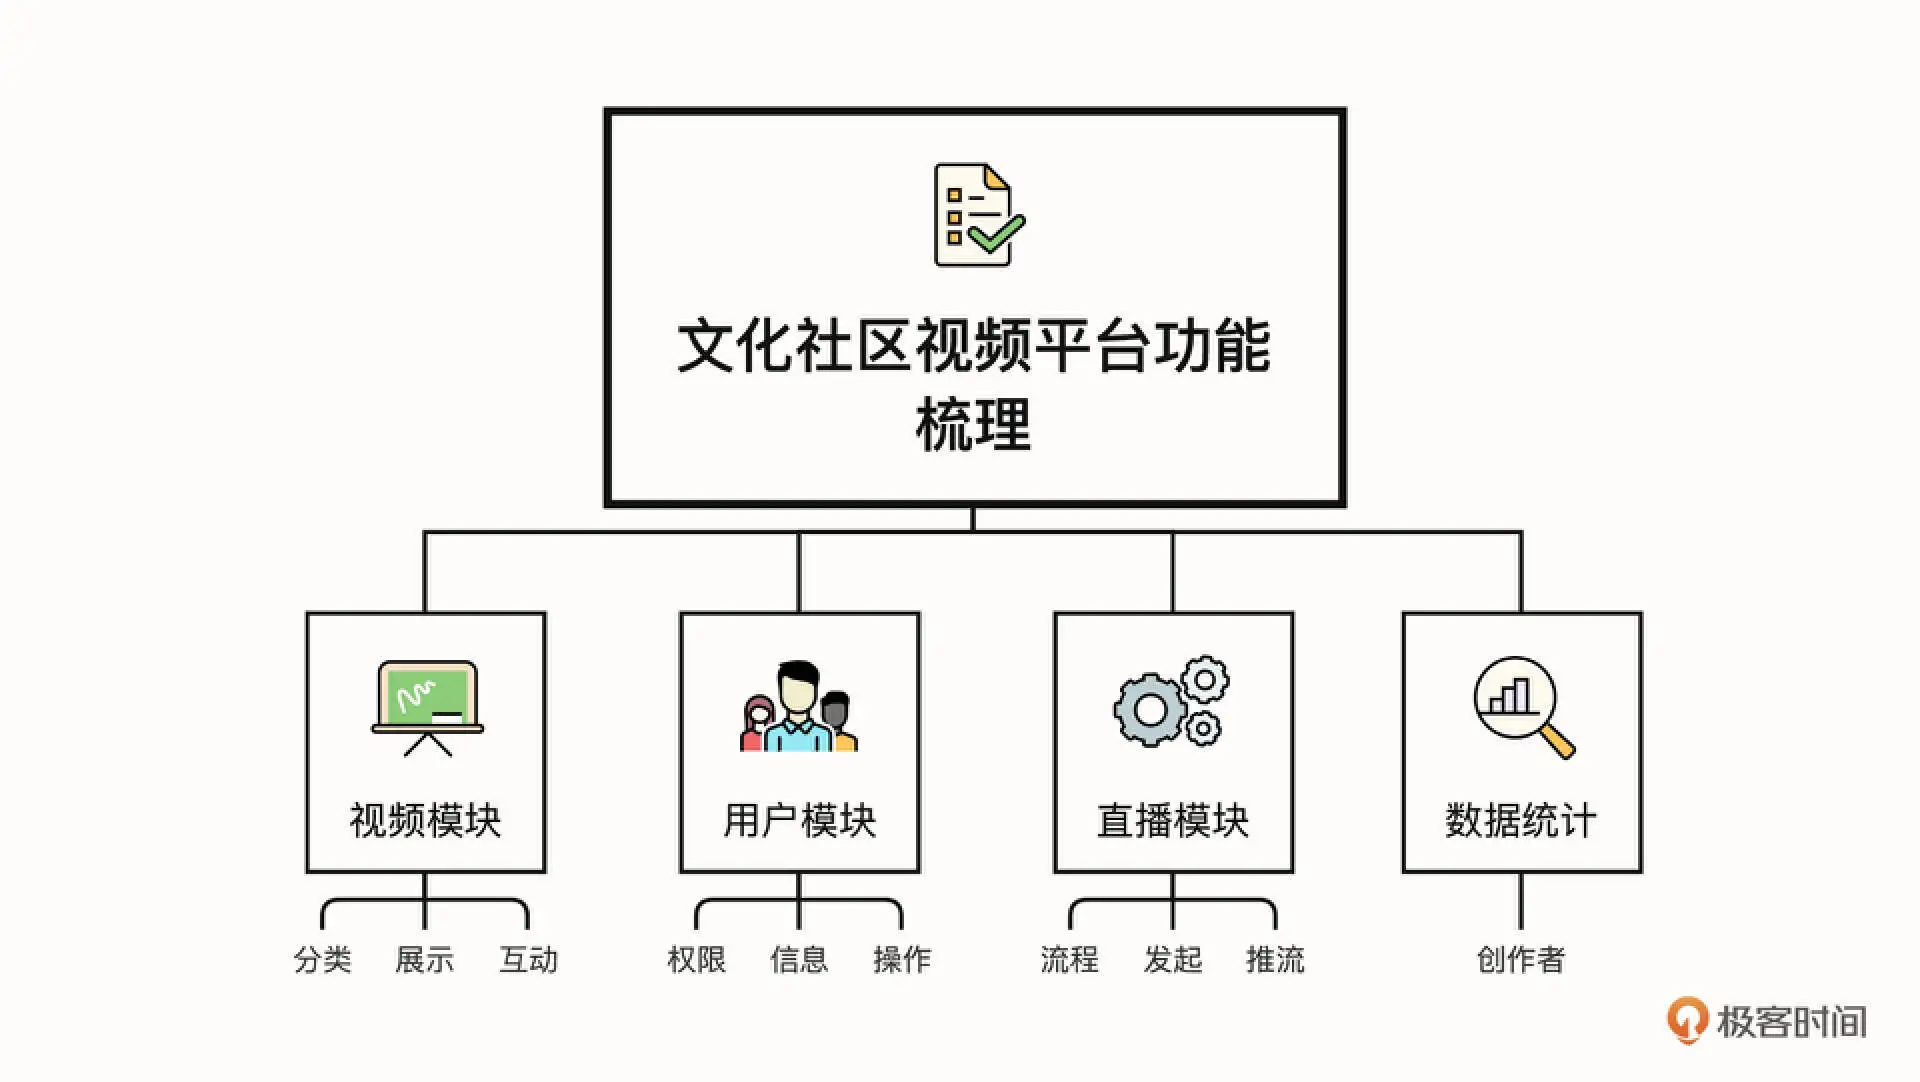 文化社区视频平台功能
梳理
视频模块
用户模块
直播模块
数据统计
分类
展示
互动
权限
信息
操作
流程
发起
推流
创作者
极客时间